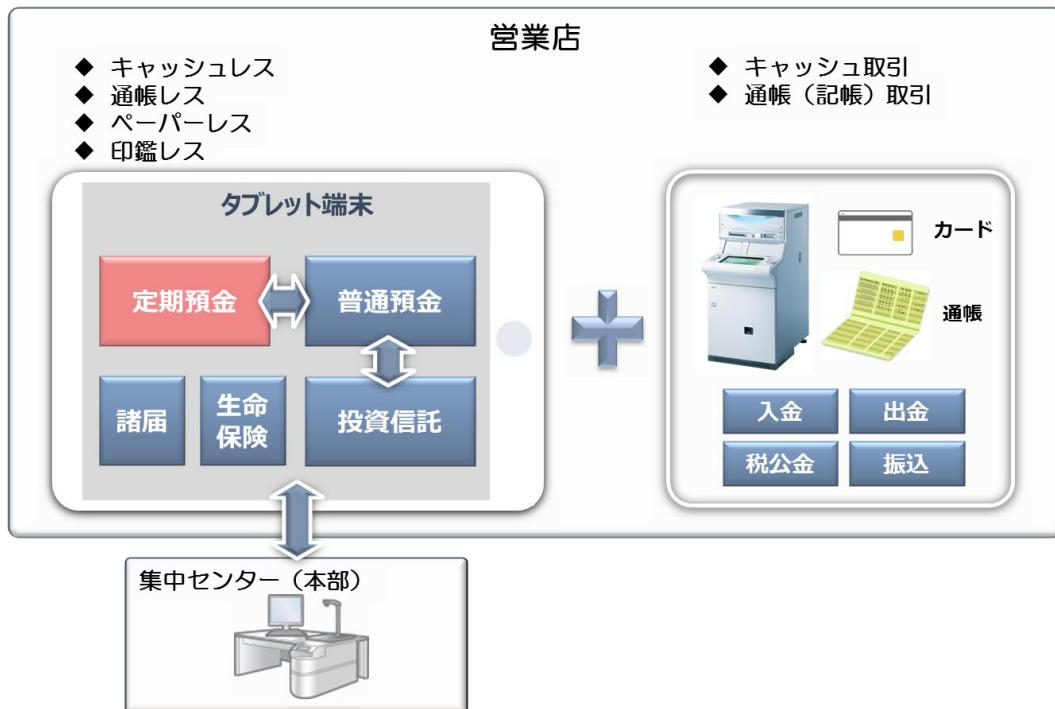 営業店
◆ キャッシュレス
◆ 通帳レス
◆ ペーパーレス
◆ 印鑑レス
タブレット端末
定期預金
普通預金
諸届
生命
保険
投資信託
◆ キャッシュ取引
◆ 通帳（記帳）取引
カード
通帳
入金
出金
税公金
振込
集中センター（本部）